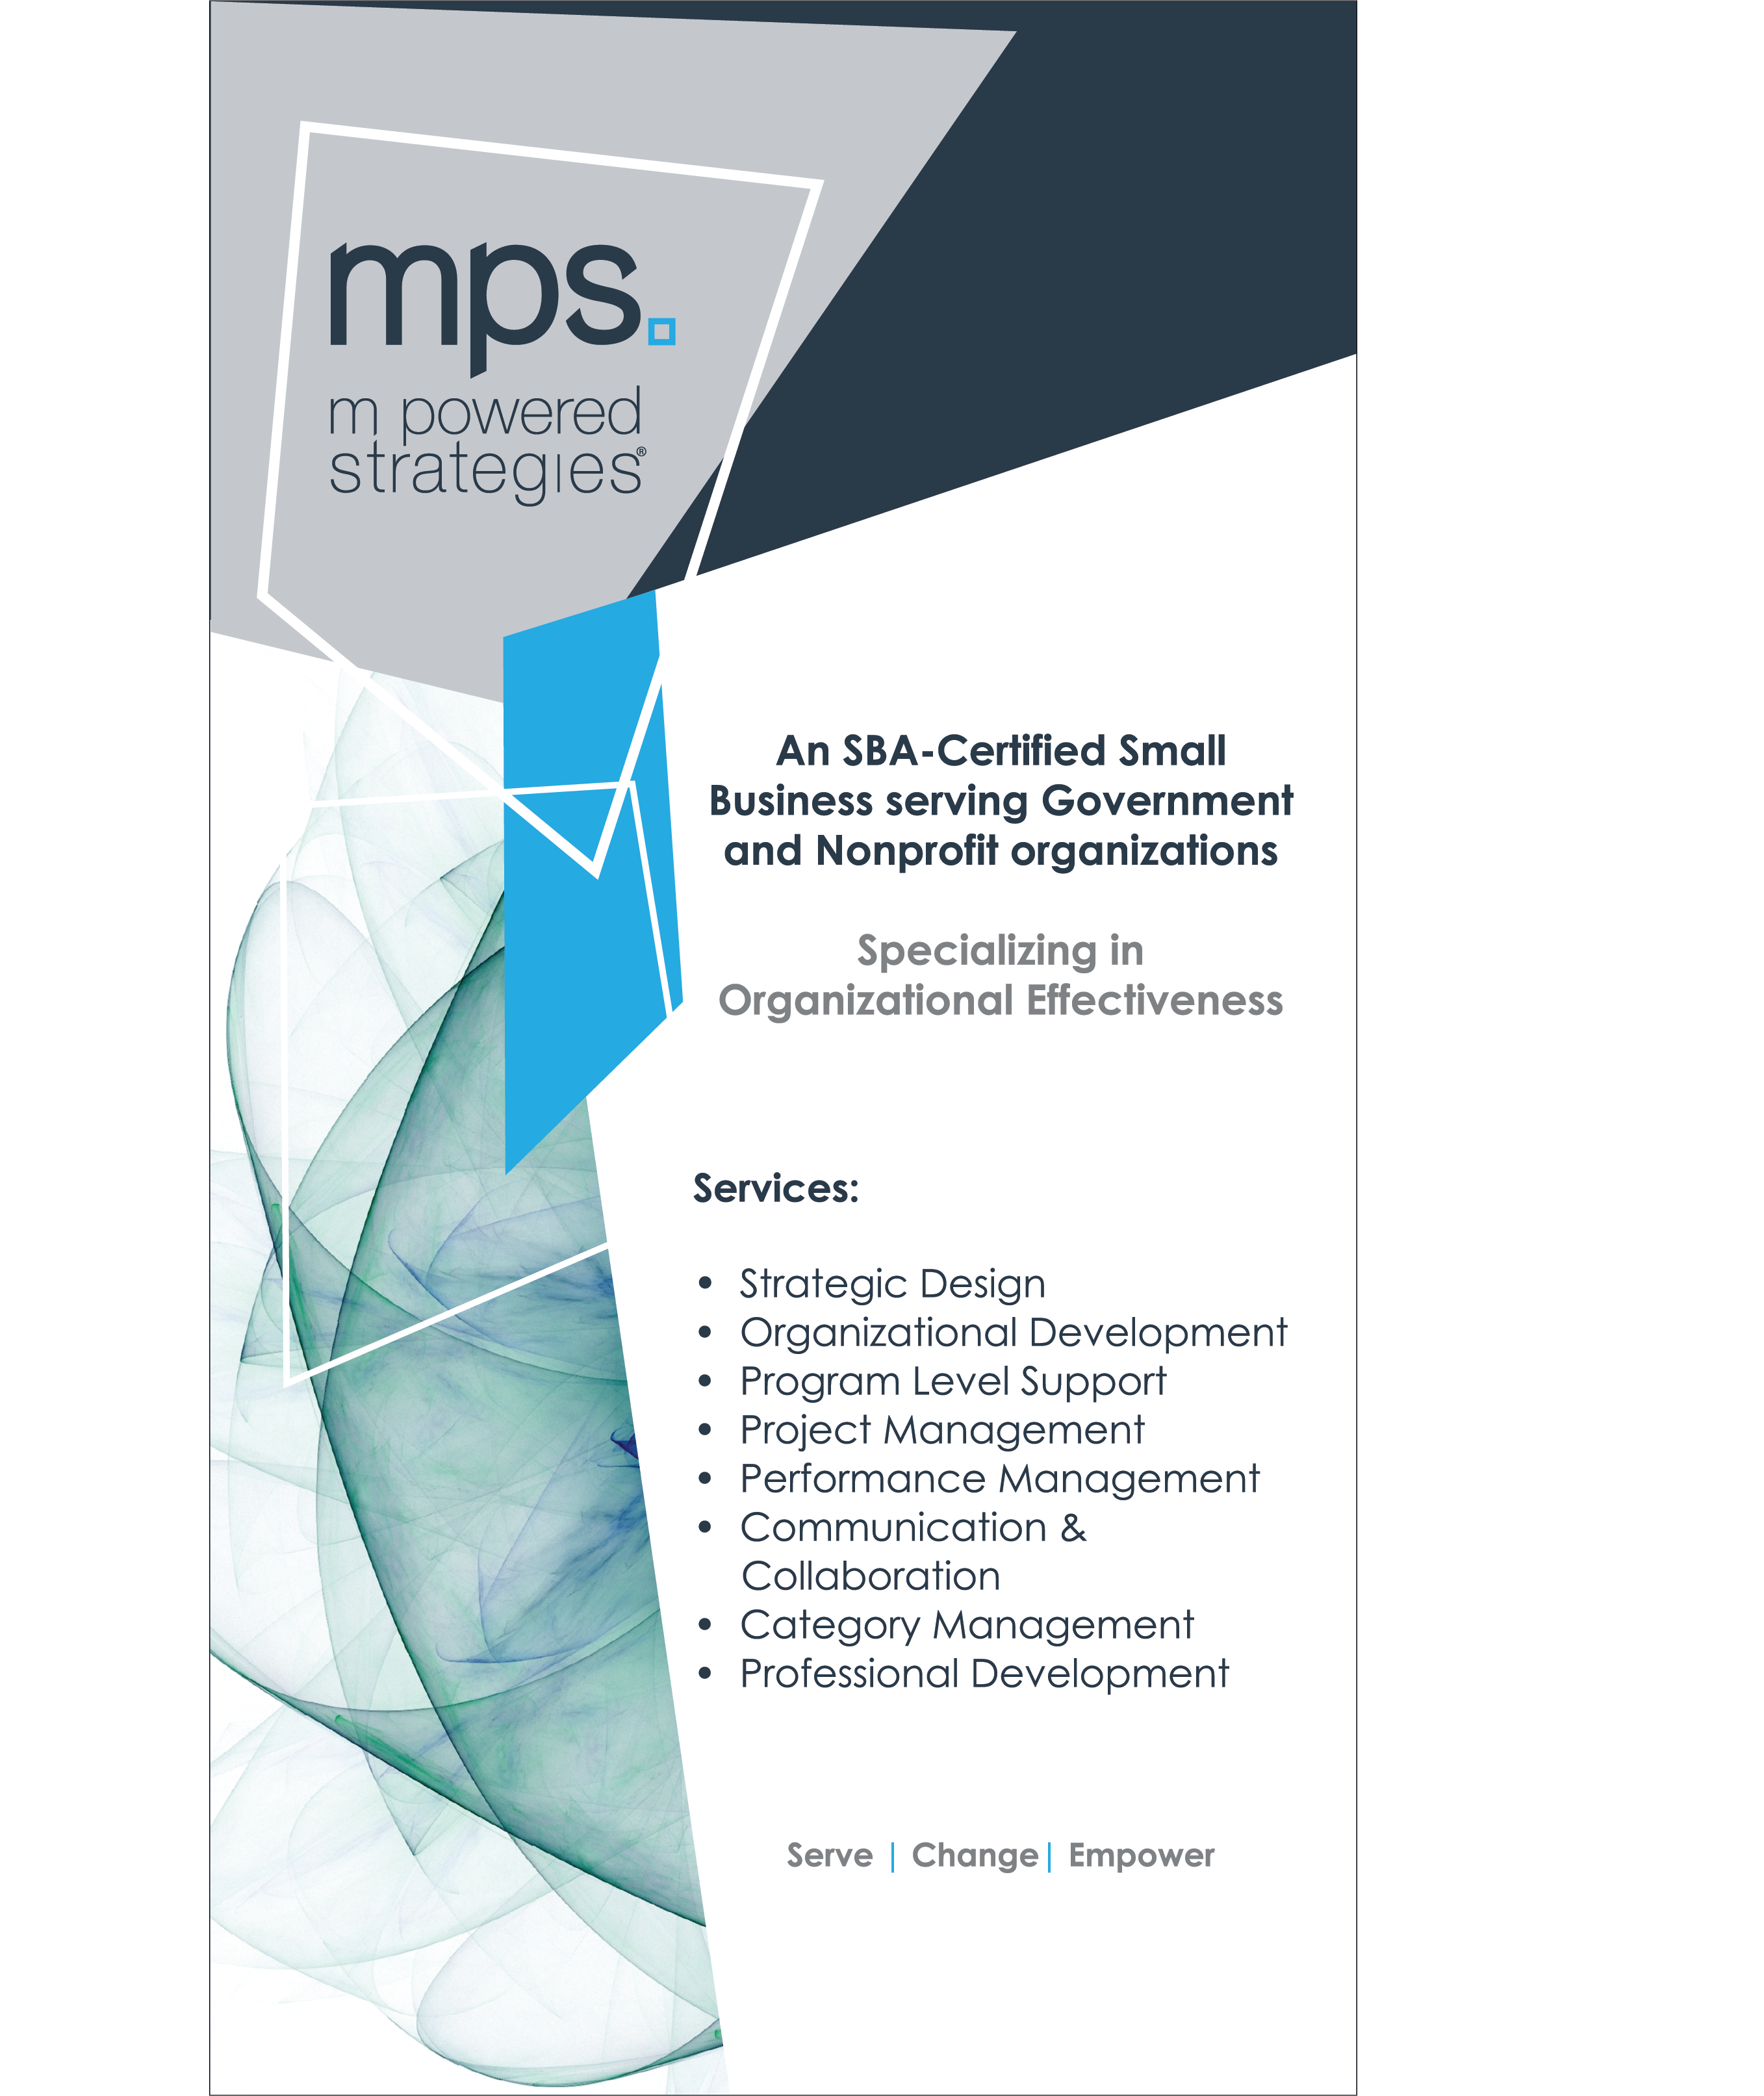 mps.
m powered
strategies®
An SBA-Certified Small
Business serving Government
and Nonprofit organizations
Specializing in
Organizational Effectiveness
Services:
• Strategic Design
• Organizational Development
• Program Level Support
• Project Management
• Performance Management
• Communication &
Collaboration
• Category Management
• Professional Development
Serve | Change | Empower